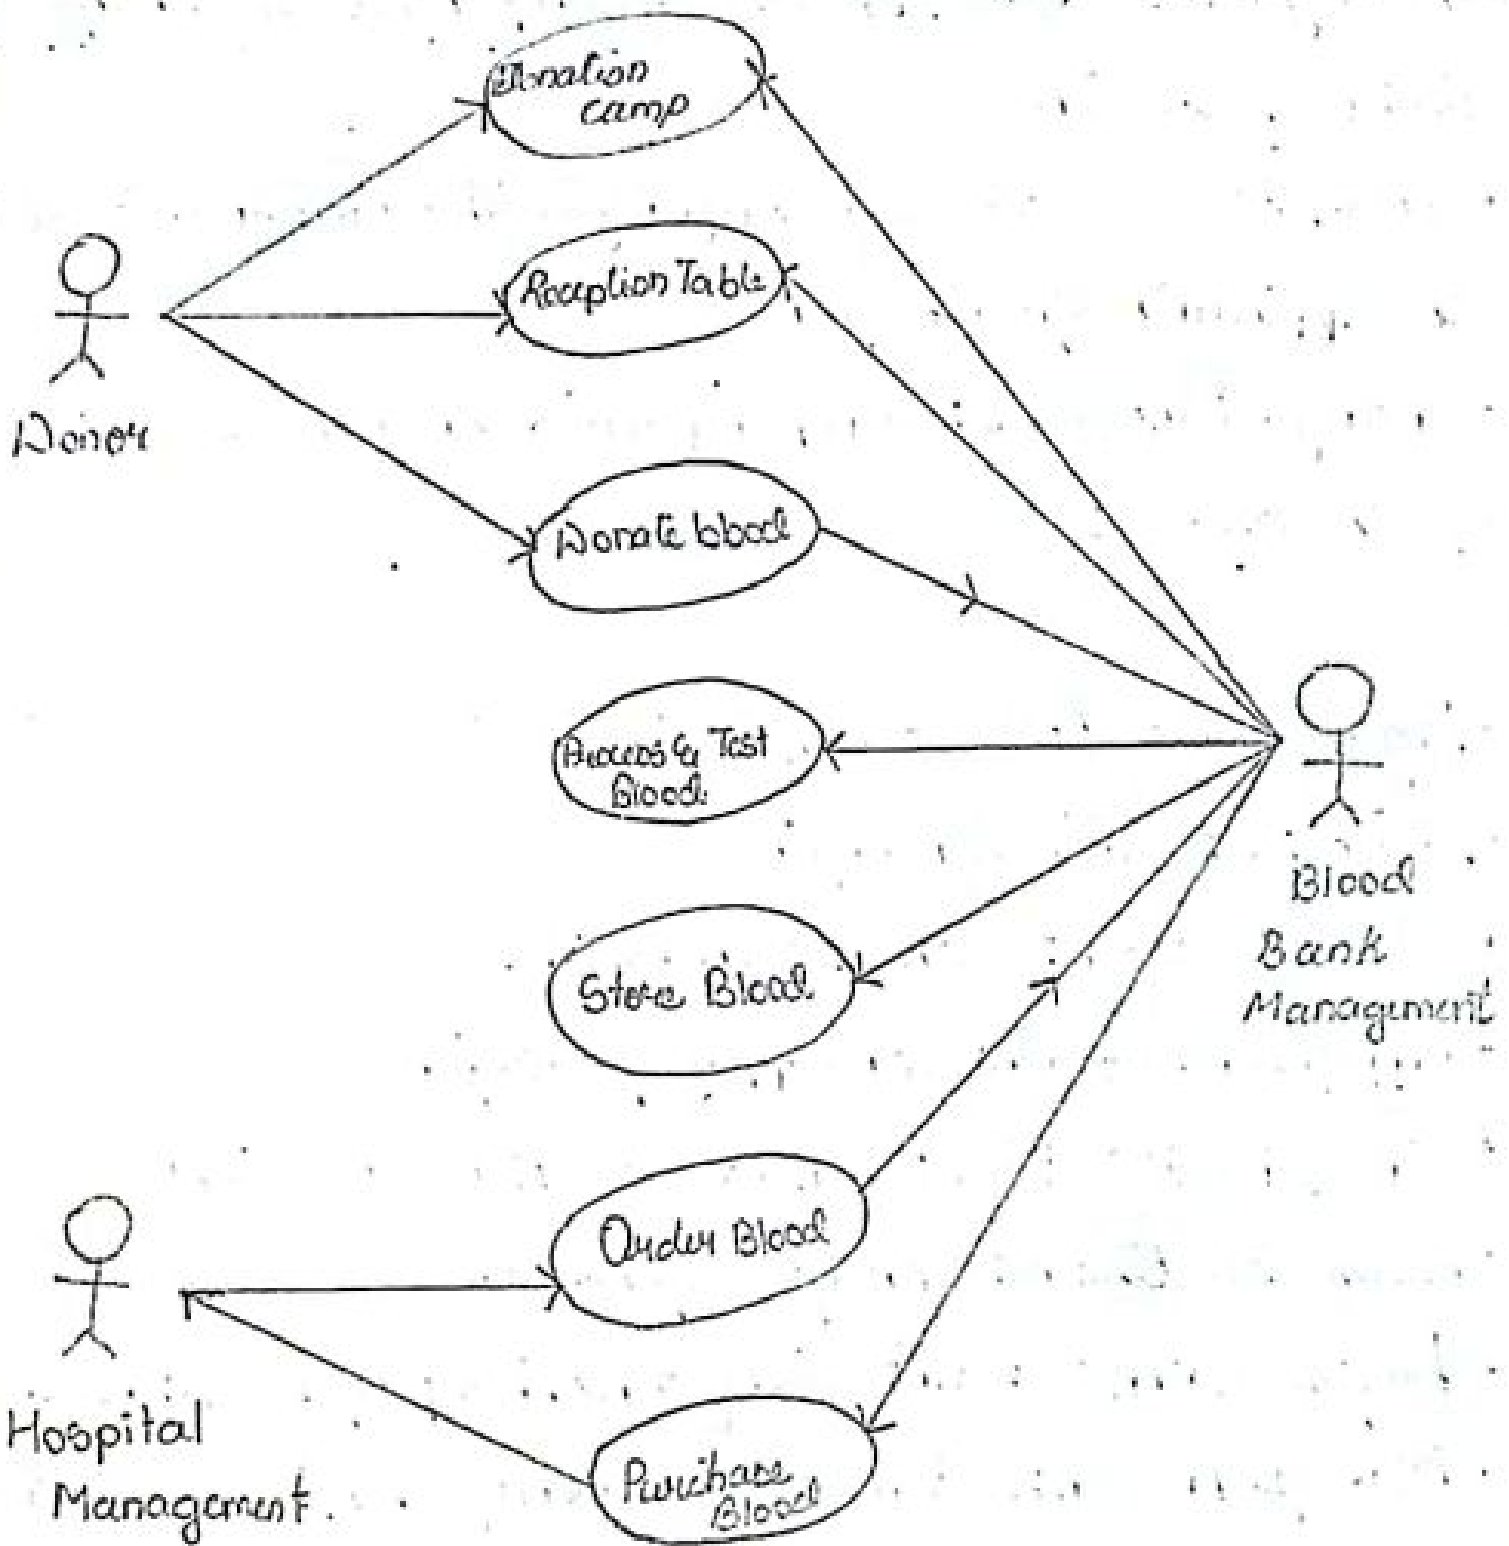 Donation
camp
Reception Table
Donor
Donate blood
Process & Test
Blood
Blood
Bank
Management
Store Blood
Order Blood
Hospital
Management.
Purchase
Blood